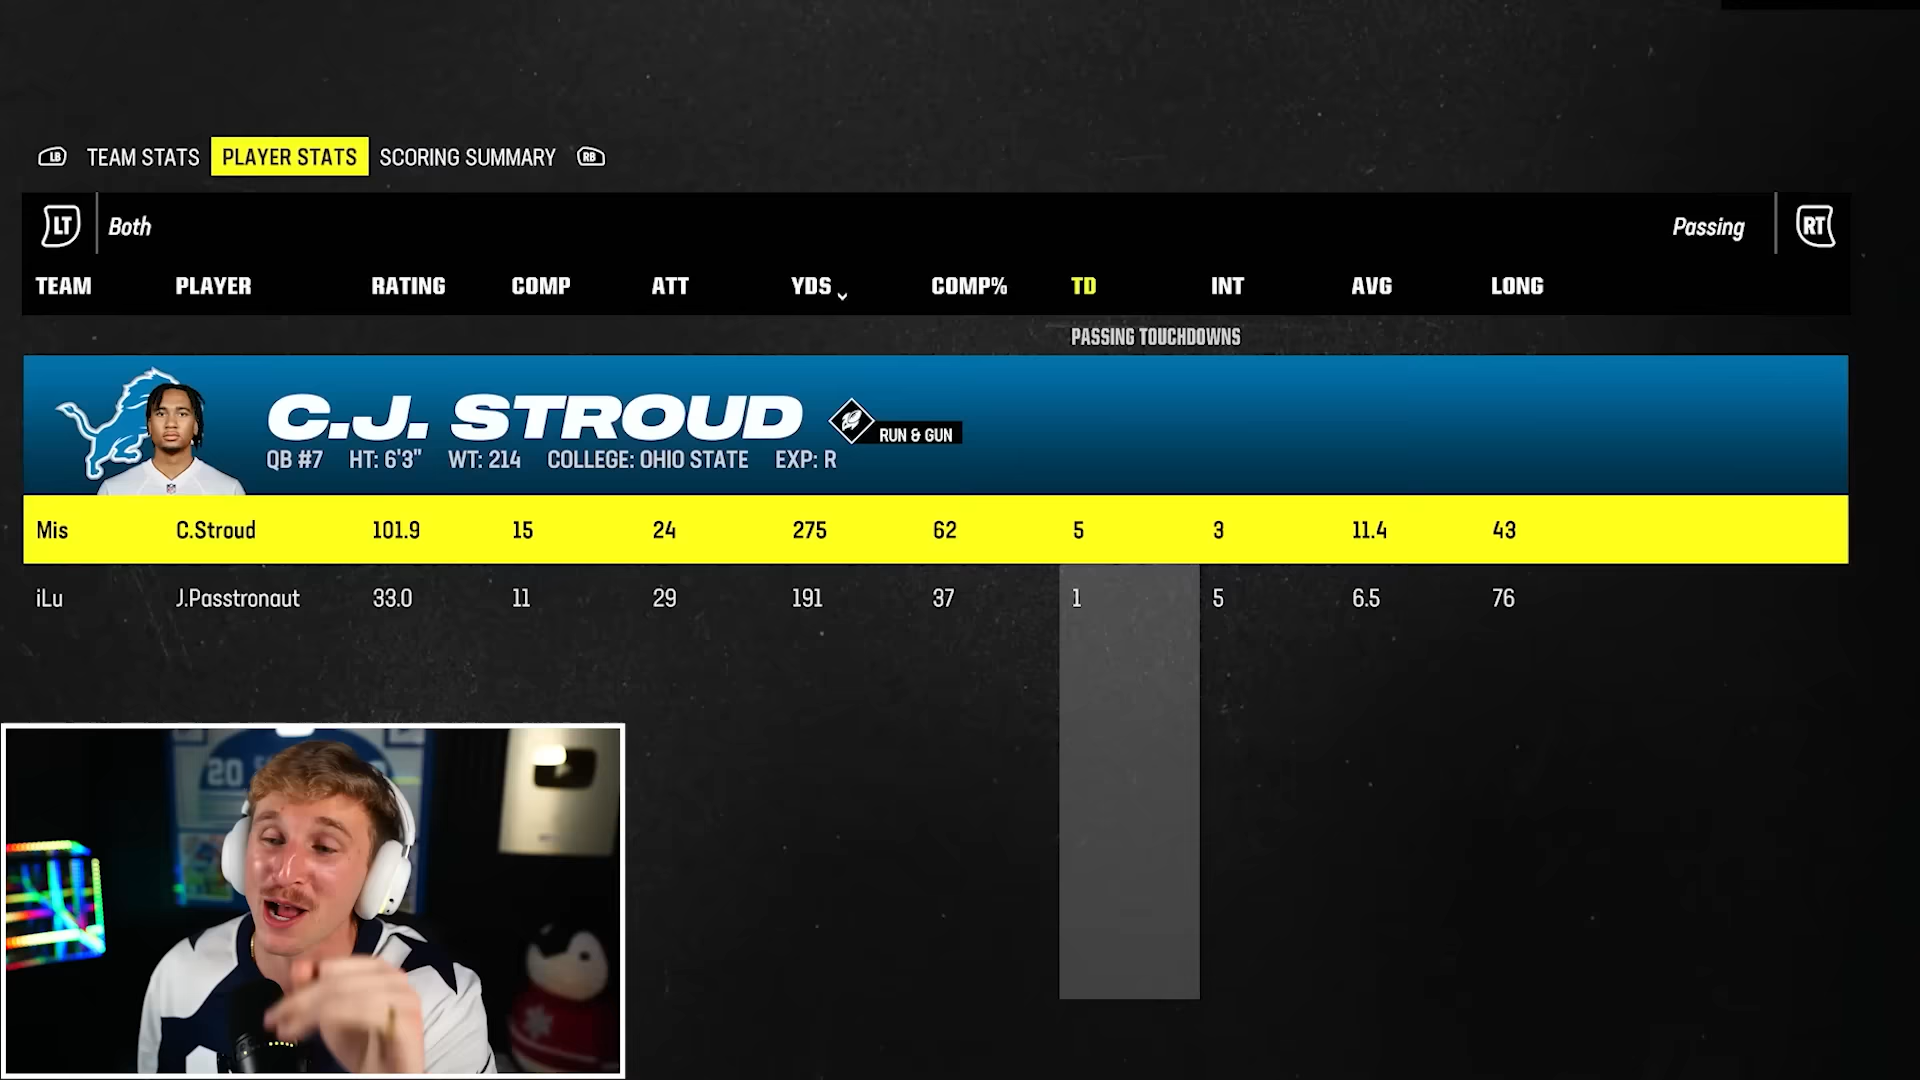 LB TEAM STATS PLAYER STATS SCORING SUMMARY RB
LT Both Passing RT
TEAM PLAYER RATING COMP ATT YDS COMP% TD INT AVG LONG
PASSING TOUCHDOWNS
C.J. STROUD
RUN & GUN
QB #7 HT: 6'3" WT: 214 COLLEGE: OHIO STATE EXP: R
Mis C.Stroud 101.9 15 24 275 62 5 3 11.4 43
iLu J.Passtronaut 33.0 11 29 191 37 1 5 6.5 76
20